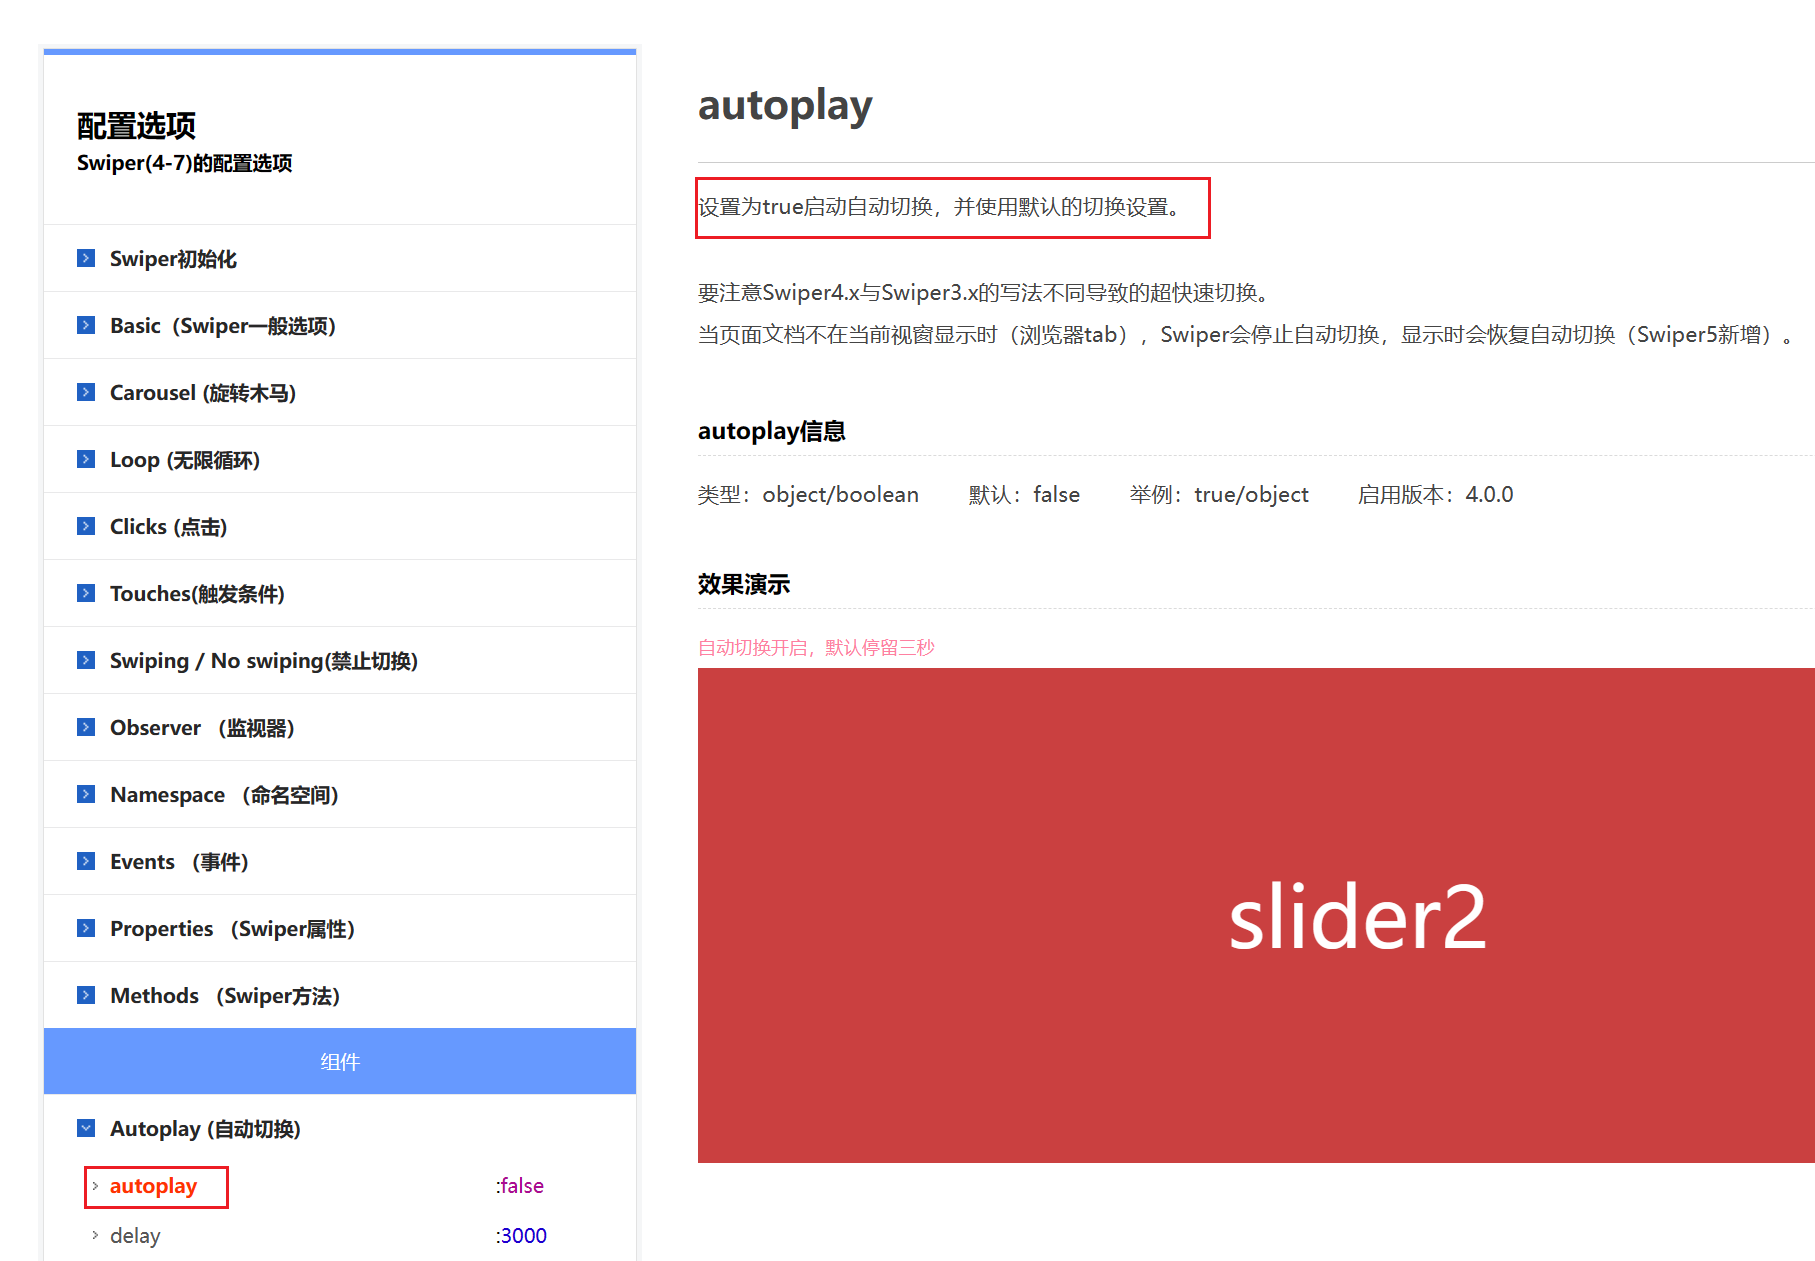 配置选项
Swiper(4-7)的配置选项
Swiper初始化
Basic（Swiper一般选项）
Carousel (旋转木马)
Loop (无限循环)
Clicks (点击)
Touches(触发条件)
Swiping / No swiping(禁止切换)
Observer （监视器）
Namespace （命名空间）
Events （事件）
Properties （Swiper属性）
Methods （Swiper方法）
组件
Autoplay (自动切换)
autoplay :false
delay :3000
autoplay
设置为true启动自动切换，并使用默认的切换设置。
要注意Swiper4.x与Swiper3.x的写法不同导致的超快速切换。
当页面文档不在当前视窗显示时（浏览器tab），Swiper会停止自动切换，显示时会恢复自动切换（Swiper5新增）。
autoplay信息
类型：object/boolean 默认：false 举例：true/object 启用版本：4.0.0
效果演示
自动切换开启，默认停留三秒
slider2